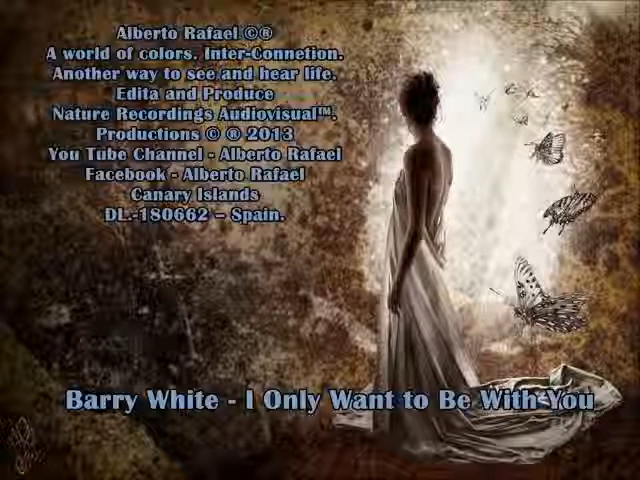 Alberto Rafael ©®
A world of colors. Inter-Connetion.
Another way to see and hear life.
Edita and Produce
Nature Recordings Audiovisual™.
Productions © ® 2013
You Tube Channel - Alberto Rafael
Facebook - Alberto Rafael
Canary Islands
DL.-180662 – Spain.
Barry White - I Only Want to Be With You